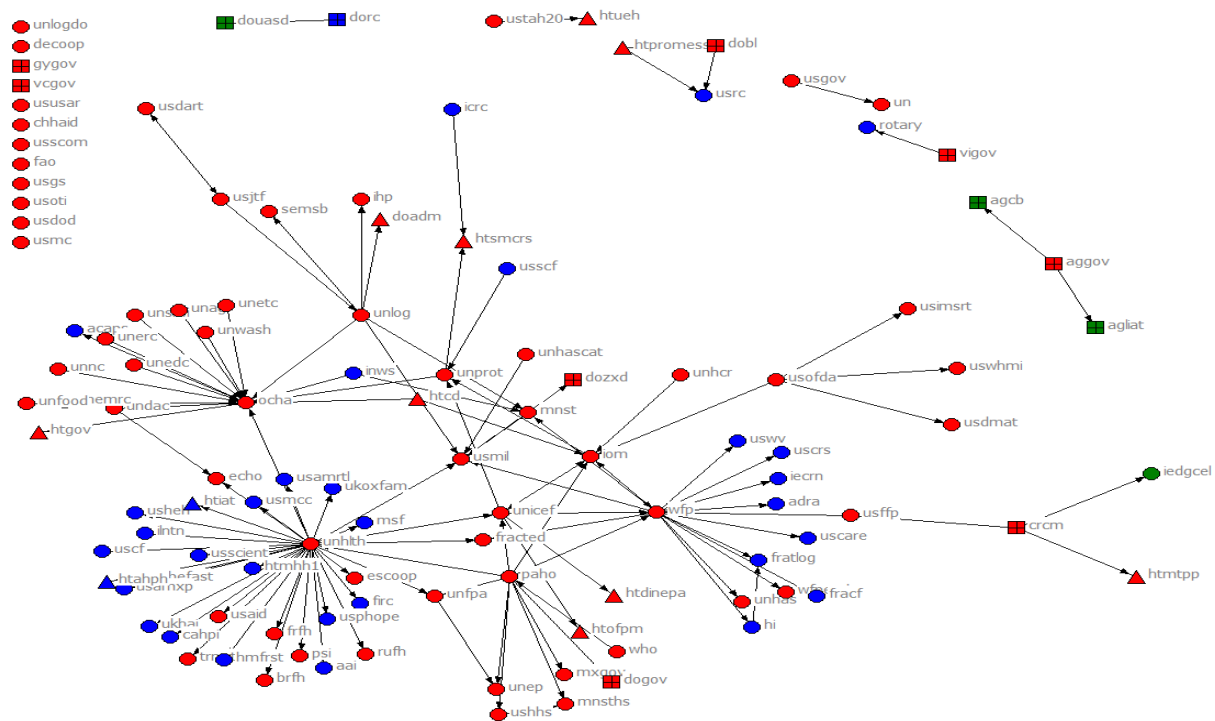 unlogdo
decoop
gygov
vcgov
ususar
chhaid
usscom
fao
usgs
usoti
usdod
usmc
douasd
dorc
ustah20
htueh
dobl
usrc
usgov
un
rotary
vigov
agcb
aggov
agliat
usdart
icrc
usjtf
semsb
ihp
doadm
htsmcrs
usscf
unetc
unwash
unerc
unedc
unnc
undac
htgov
ocha
unlog
inws
unprot
htcd
unhascat
dozxd
mnst
unhcr
usofda
usimsrt
uswhmi
usdmat
usmil
iom
echo
usamrtl
ukoxfam
htiat
usmcc
msf
ilntn
uscf
usscient
unhlth
htmhh1
unicef
fracted
wfp
uswv
uscrs
iecrn
adra
uscare
usffp
crcm
iedgcel
htmtpp
fratlog
unhas
fracf
hi
escoop
unfpa
paho
htdinepa
htofpm
who
dogov
mnsths
unep
ushhs
firc
usphope
usaid
frfh
psi
aai
rufh
brfh
cahpi